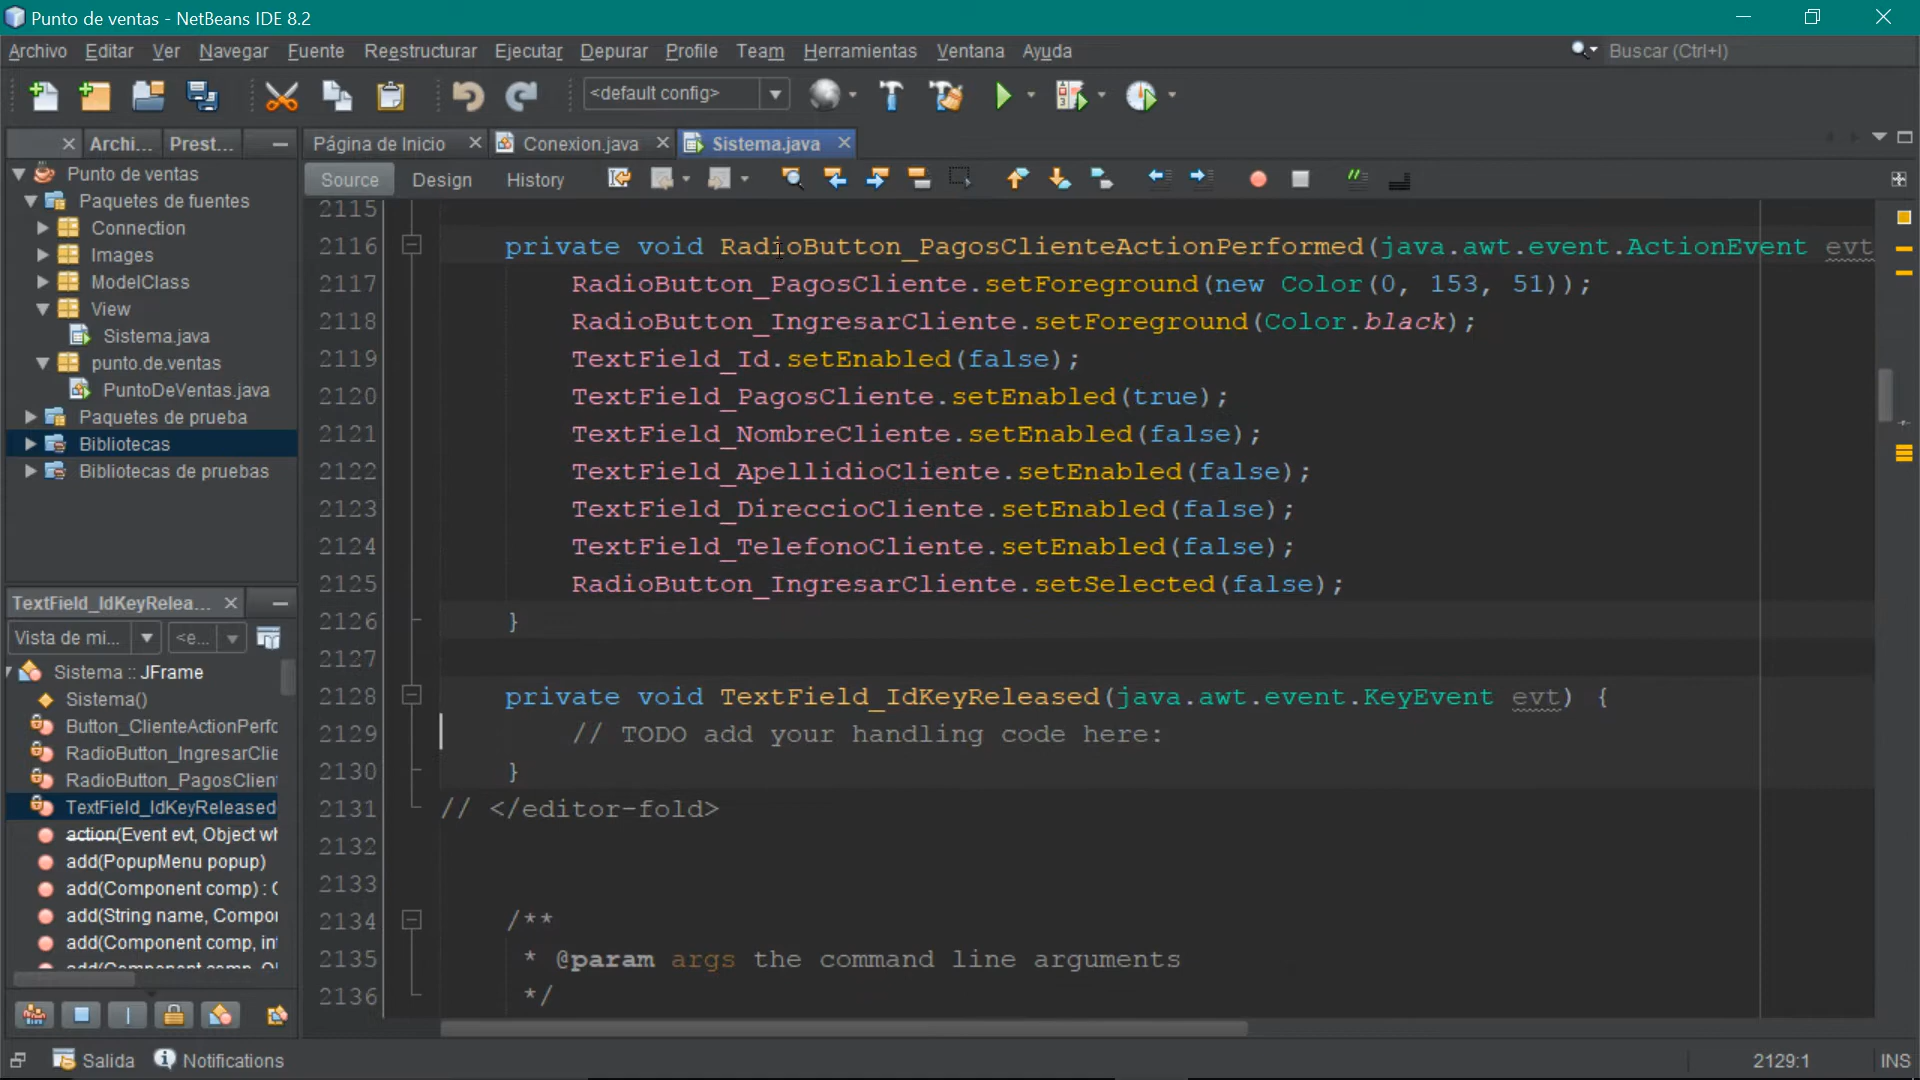 Punto de ventas - NetBeans IDE 8.2
Archivo Editar Ver Navegar Fuente Reestructurar Ejecutar Depurar Profile Team Herramientas Ventana Ayuda
Buscar (Ctrl+I)
<default config>
Archi... Prest...
Página de Inicio Conexion.java Sistema.java
Source Design History
Punto de ventas
Paquetes de fuentes
Connection
Images
ModelClass
View
Sistema.java
punto.de.ventas
PuntoDeVentas.java
Paquetes de prueba
Bibliotecas
Bibliotecas de pruebas
TextField_IdKeyRelea...
Vista de mi... <e...
Sistema :: JFrame
Sistema()
Button_ClienteActionPerfo
RadioButton_IngresarClie
RadioButton_PagosClient
TextField_IdKeyReleased
action(Event evt, Object wh
add(PopupMenu popup)
add(Component comp) : C
add(String name, Compon
add(Component comp, int
add(Component comp, O
2115
2116 private void RadioButton_PagosClienteActionPerformed(java.awt.event.ActionEvent evt
2117 RadioButton_PagosCliente.setForeground(new Color(0, 153, 51));
2118 RadioButton_IngresarCliente.setForeground(Color.black);
2119 TextField_Id.setEnabled(false);
2120 TextField_PagosCliente.setEnabled(true);
2121 TextField_NombreCliente.setEnabled(false);
2122 TextField_ApellidioCliente.setEnabled(false);
2123 TextField_DireccioCliente.setEnabled(false);
2124 TextField_TelefonoCliente.setEnabled(false);
2125 RadioButton_IngresarCliente.setSelected(false);
2126 }
2127
2128 private void TextField_IdKeyReleased(java.awt.event.KeyEvent evt) {
2129 // TODO add your handling code here:
2130 }
2131 // </editor-fold>
2132
2133
2134 /**
2135 * @param args the command line arguments
2136 */
Salida Notifications
2129:1 INS